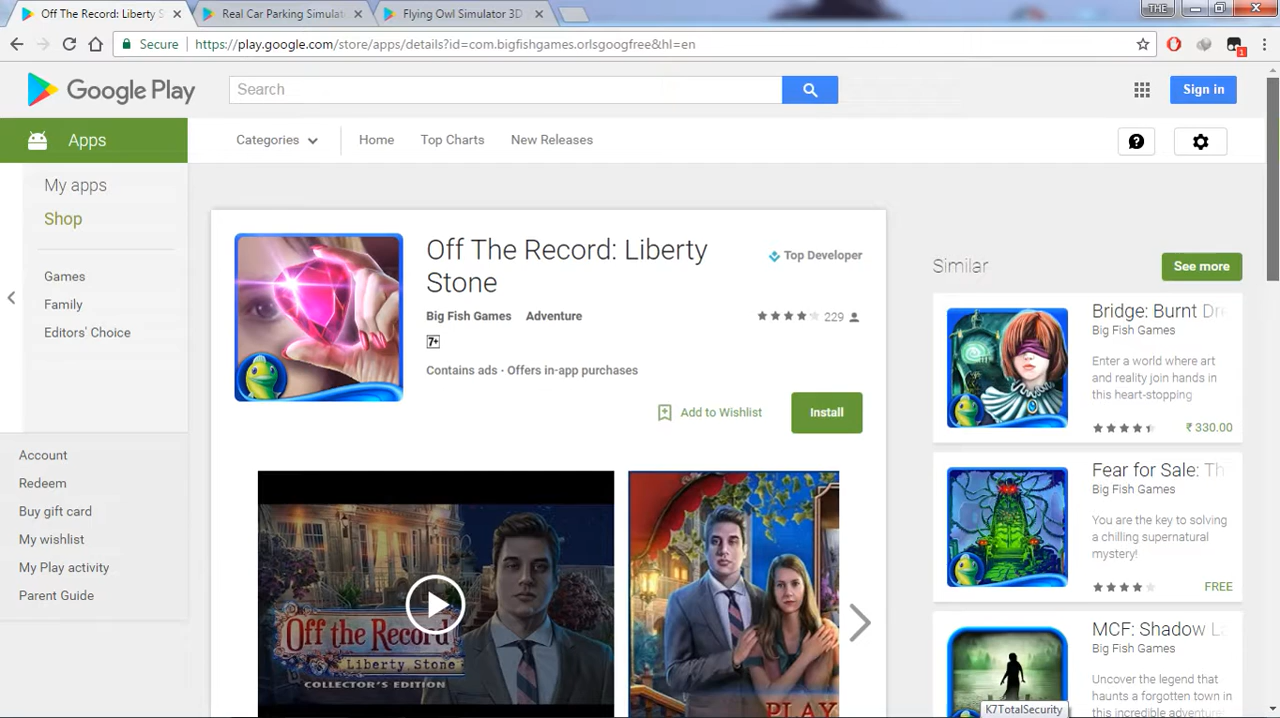 Off The Record: Liberty S
Real Car Parking Simulat
Flying Owl Simulator 3D
THE
Secure
https://play.google.com/store/apps/details?id=com.bigfishgames.orlsgoogfree&hl=en
1
Google Play
Search
Sign in
Apps
Categories
Home
Top Charts
New Releases
My apps
Shop
Games
Family
Editors' Choice
Account
Redeem
Buy gift card
My wishlist
My Play activity
Parent Guide
Off The Record: Liberty
Stone
Top Developer
Big Fish Games Adventure
229
7+
Contains ads · Offers in-app purchases
Add to Wishlist
Install
Off the Record
Liberty Stone
COLLECTOR'S EDITION
PLAY
Similar
See more
Bridge: Burnt Dre
Big Fish Games
Enter a world where art
and reality join hands in
this heart-stopping
₹ 330.00
Fear for Sale: Th
Big Fish Games
You are the key to solving
a chilling supernatural
mystery!
FREE
MCF: Shadow La
Big Fish Games
Uncover the legend that
haunts a forgotten town in
this incredible adventure
K7TotalSecurity